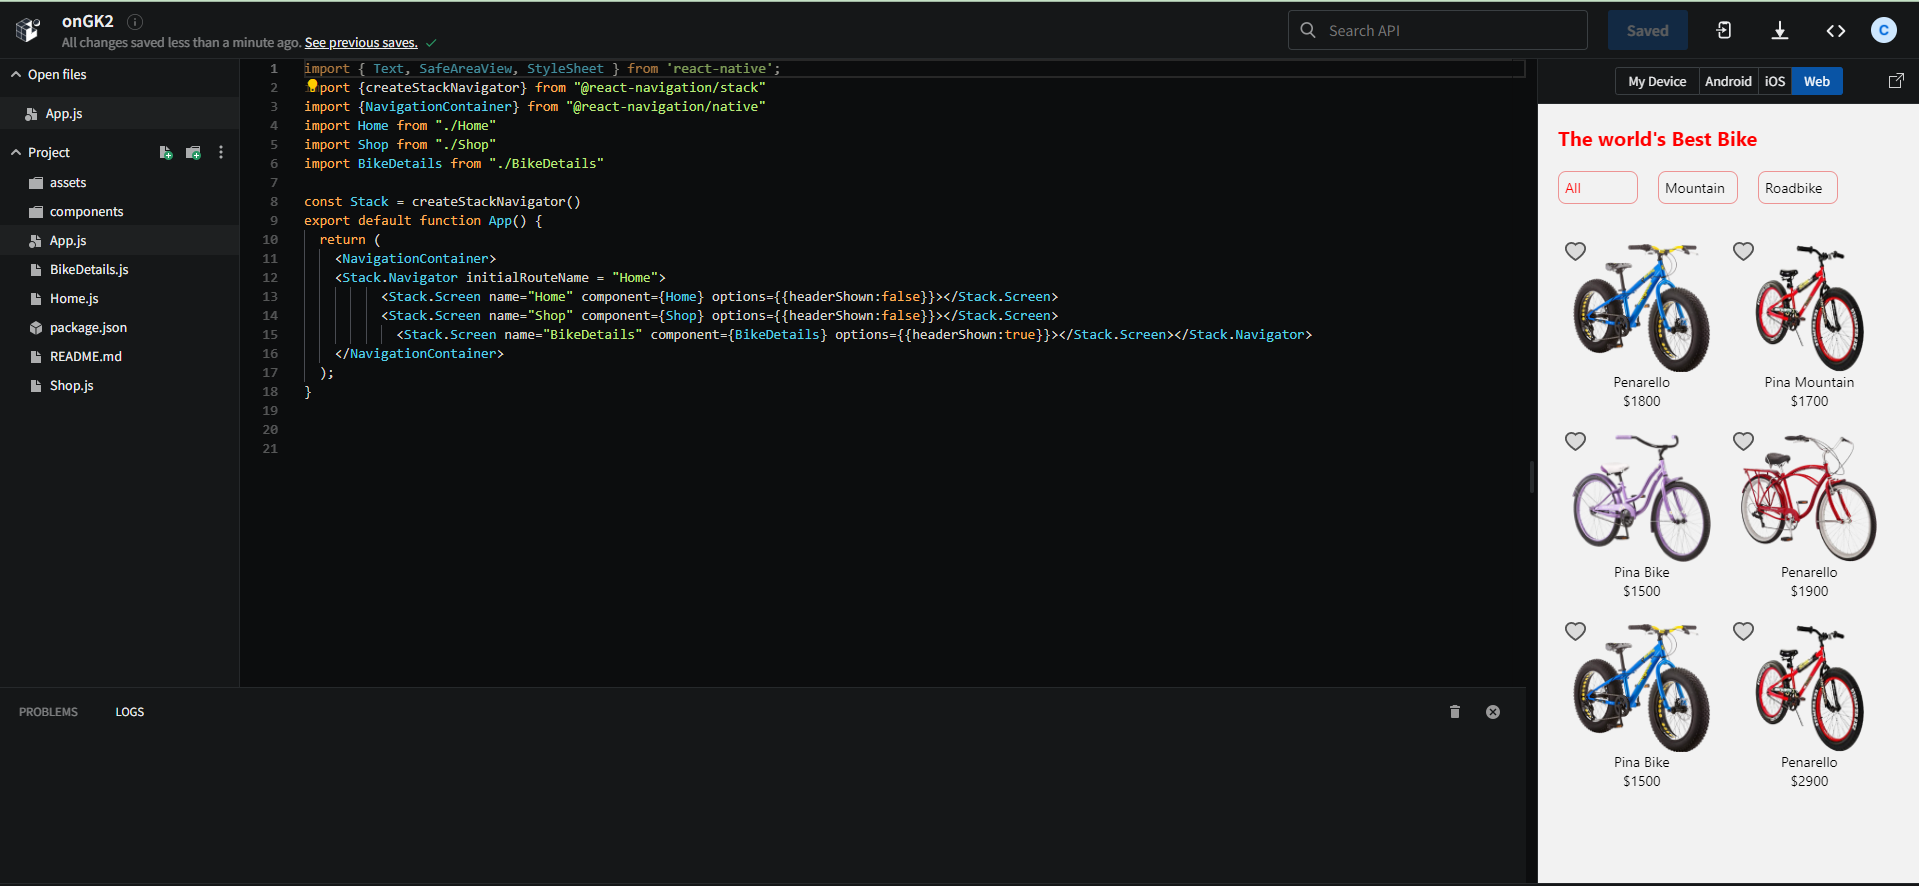 onGK2
All changes saved less than a minute ago. See previous saves.
Search API
Saved
C
Open files
App.js
Project
assets
components
App.js
BikeDetails.js
Home.js
package.json
README.md
Shop.js
1 import { Text, SafeAreaView, StyleSheet } from 'react-native';
2 port {createStackNavigator} from "@react-navigation/stack"
3 import {NavigationContainer} from "@react-navigation/native"
4 import Home from "./Home"
5 import Shop from "./Shop"
6 import BikeDetails from "./BikeDetails"
7
8 const Stack = createStackNavigator()
9 export default function App() {
10 return (
11 <NavigationContainer>
12 <Stack.Navigator initialRouteName = "Home">
13 <Stack.Screen name="Home" component={Home} options={{headerShown:false}}></Stack.Screen>
14 <Stack.Screen name="Shop" component={Shop} options={{headerShown:false}}></Stack.Screen>
15 <Stack.Screen name="BikeDetails" component={BikeDetails} options={{headerShown:true}}></Stack.Screen></Stack.Navigator>
16 </NavigationContainer>
17 );
18 }
19
20
21
PROBLEMS LOGS
My Device Android iOS Web
The world's Best Bike
All Mountain Roadbike
Penarello Pina Mountain
$1800 $1700
Pina Bike Penarello
$1500 $1900
Pina Bike Penarello
$1500 $2900